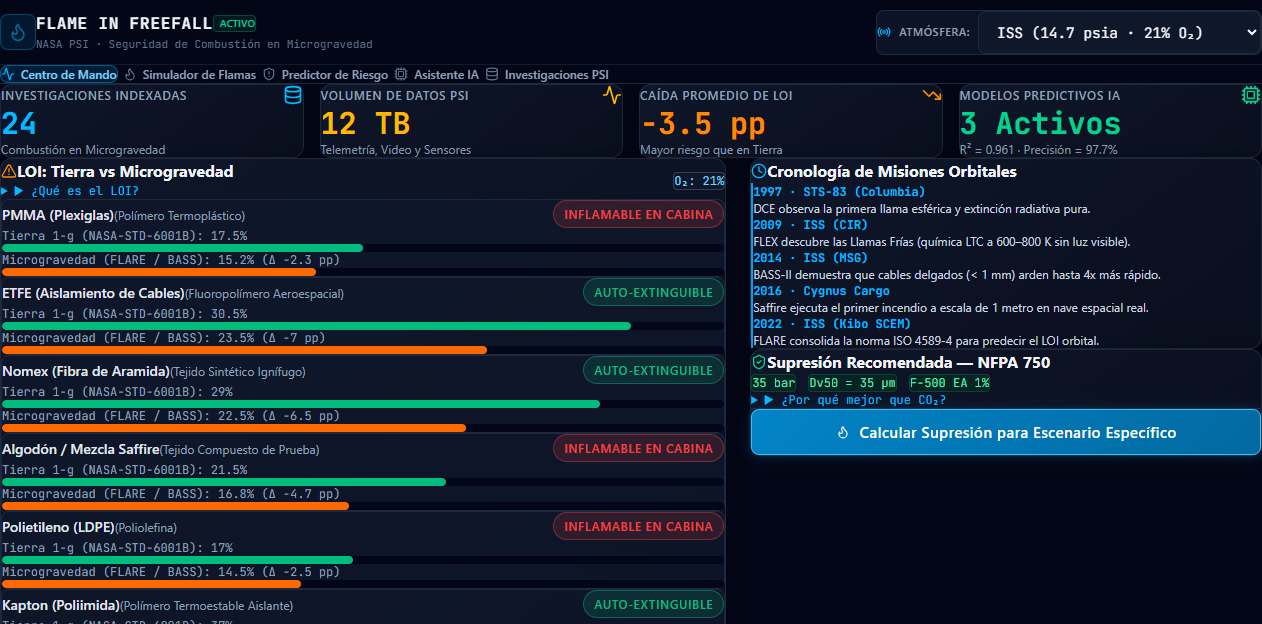 FLAME IN FREEFALL ACTIVO
NASA PSI · Seguridad de Combustión en Microgravedad
ATMÓSFERA: ISS (14.7 psia · 21% O₂)
Centro de Mando Simulador de Flamas Predictor de Riesgo Asistente IA Investigaciones PSI
INVESTIGACIONES INDEXADAS
24
Combustión en Microgravedad
VOLUMEN DE DATOS PSI
12 TB
Telemetría, Video y Sensores
CAÍDA PROMEDIO DE LOI
-3.5 pp
Mayor riesgo que en Tierra
MODELOS PREDICTIVOS IA
3 Activos
R² = 0.961 · Precisión = 97.7%
LOI: Tierra vs Microgravedad
O₂: 21%
▶ ▶ ¿Qué es el LOI?
PMMA (Plexiglas)(Polímero Termoplástico) INFLAMABLE EN CABINA
Tierra 1-g (NASA-STD-6001B): 17.5%
Microgravedad (FLARE / BASS): 15.2% (Δ -2.3 pp)
ETFE (Aislamiento de Cables)(Fluoropolímero Aeroespacial) AUTO-EXTINGUIBLE
Tierra 1-g (NASA-STD-6001B): 30.5%
Microgravedad (FLARE / BASS): 23.5% (Δ -7 pp)
Nomex (Fibra de Aramida)(Tejido Sintético Ignífugo) AUTO-EXTINGUIBLE
Tierra 1-g (NASA-STD-6001B): 29%
Microgravedad (FLARE / BASS): 22.5% (Δ -6.5 pp)
Algodón / Mezcla Saffire(Tejido Compuesto de Prueba) INFLAMABLE EN CABINA
Tierra 1-g (NASA-STD-6001B): 21.5%
Microgravedad (FLARE / BASS): 16.8% (Δ -4.7 pp)
Polietileno (LDPE)(Poliolefina) INFLAMABLE EN CABINA
Tierra 1-g (NASA-STD-6001B): 17%
Microgravedad (FLARE / BASS): 14.5% (Δ -2.5 pp)
Kapton (Poliimida)(Polímero Termoestable Aislante) AUTO-EXTINGUIBLE
Tierra 1-g (NASA-STD-6001B): 37%
Cronología de Misiones Orbitales
1997 · STS-83 (Columbia)
DCE observa la primera llama esférica y extinción radiativa pura.
2009 · ISS (CIR)
FLEX descubre las Llamas Frías (química LTC a 600–800 K sin luz visible).
2014 · ISS (MSG)
BASS-II demuestra que cables delgados (< 1 mm) arden hasta 4x más rápido.
2016 · Cygnus Cargo
Saffire ejecuta el primer incendio a escala de 1 metro en nave espacial real.
2022 · ISS (Kibo SCEM)
FLARE consolida la norma ISO 4589-4 para predecir el LOI orbital.
Supresión Recomendada — NFPA 750
35 bar Dv50 = 35 μm F-500 EA 1%
▶ ▶ ¿Por qué mejor que CO₂?
Calcular Supresión para Escenario Específico